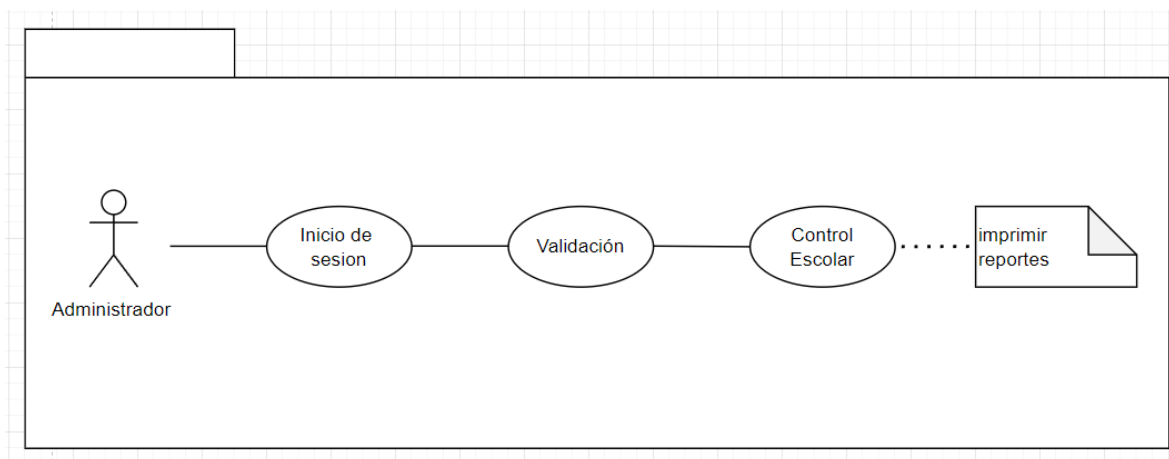 Administrador
Inicio de
sesion
Validación
Control
Escolar
imprimir
reportes